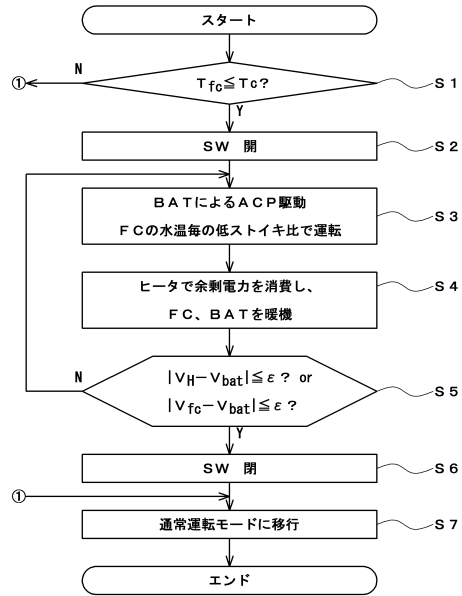 スタート
N
① Tfc≦Tc? S1
Y
SW 開 S2
BATによるACP駆動
FCの水温毎の低ストイキ比で運転 S3
ヒータで余剰電力を消費し、 S4
FC、BATを暖機
N |VH−Vbat|≦ε? or
|Vfc−Vbat|≦ε? S5
Y
SW 閉 S6
①
通常運転モードに移行 S7
エンド